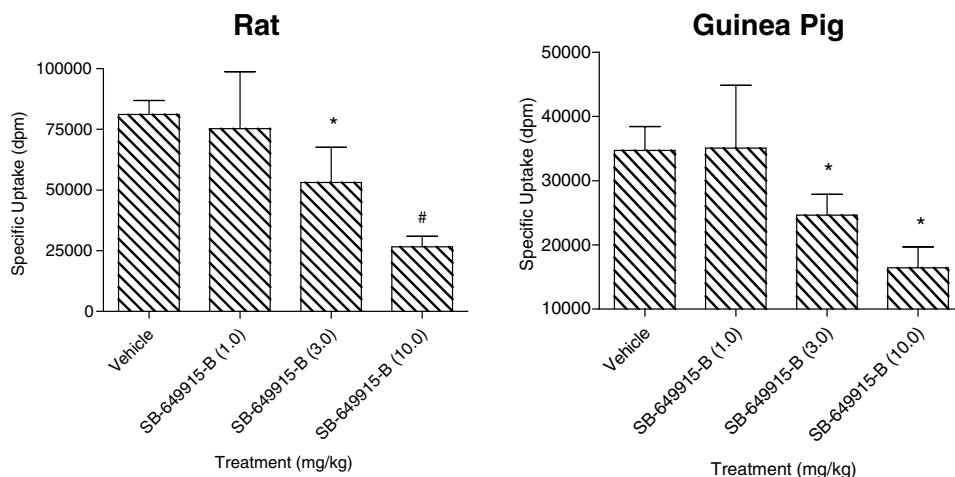 Rat
100000
75000
50000
25000
0
Specific Uptake (dpm)
*
#
Vehicle
SB-649915-B (1.0)
SB-649915-B (3.0)
SB-649915-B (10.0)
Treatment (mg/kg)
Guinea Pig
50000
40000
30000
20000
10000
Specific Uptake (dpm)
*
*
Vehicle
SB-649915-B (1.0)
SB-649915-B (3.0)
SB-649915-B (10.0)
Treatment (mg/kg)